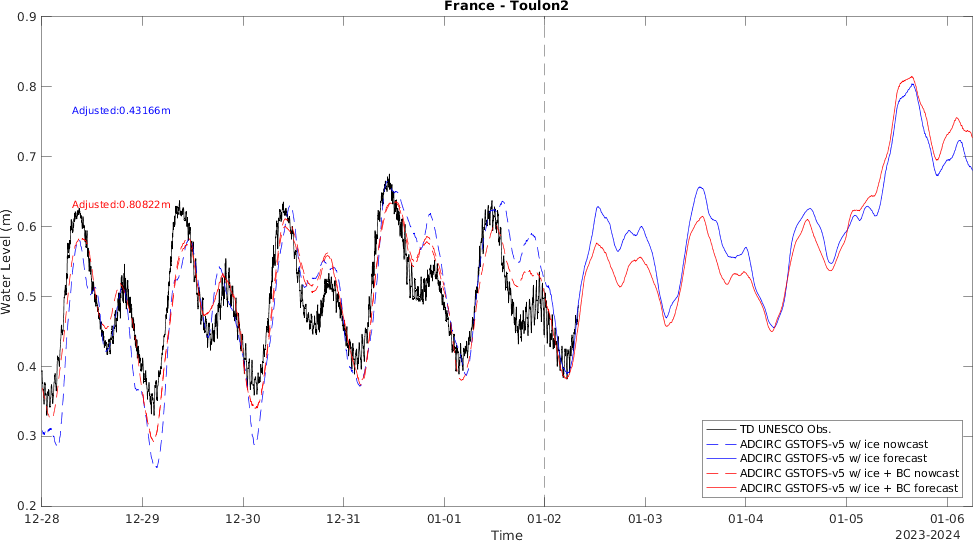 France - Toulon2
0.9
0.8
0.7
0.6
0.5
0.4
0.3
0.2
Water Level (m)
Adjusted:0.43166m
Adjusted:0.80822m
TD UNESCO Obs.
ADCIRC GSTOFS-v5 w/ ice nowcast
ADCIRC GSTOFS-v5 w/ ice forecast
ADCIRC GSTOFS-v5 w/ ice + BC nowcast
ADCIRC GSTOFS-v5 w/ ice + BC forecast
12-28 12-29 12-30 12-31 01-01 01-02 01-03 01-04 01-05 01-06
Time
2023-2024